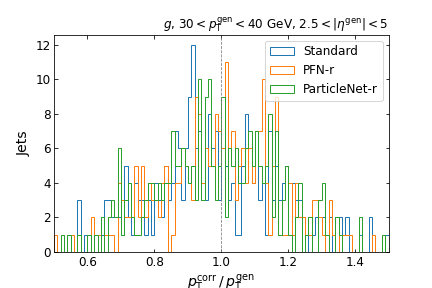 g, 30 < p_T^gen < 40 GeV, 2.5 < |η^gen| < 5
Standard
PFN-r
ParticleNet-r
Jets
12
10
8
6
4
2
0
0.6 0.8 1.0 1.2 1.4
p_T^corr / p_T^gen